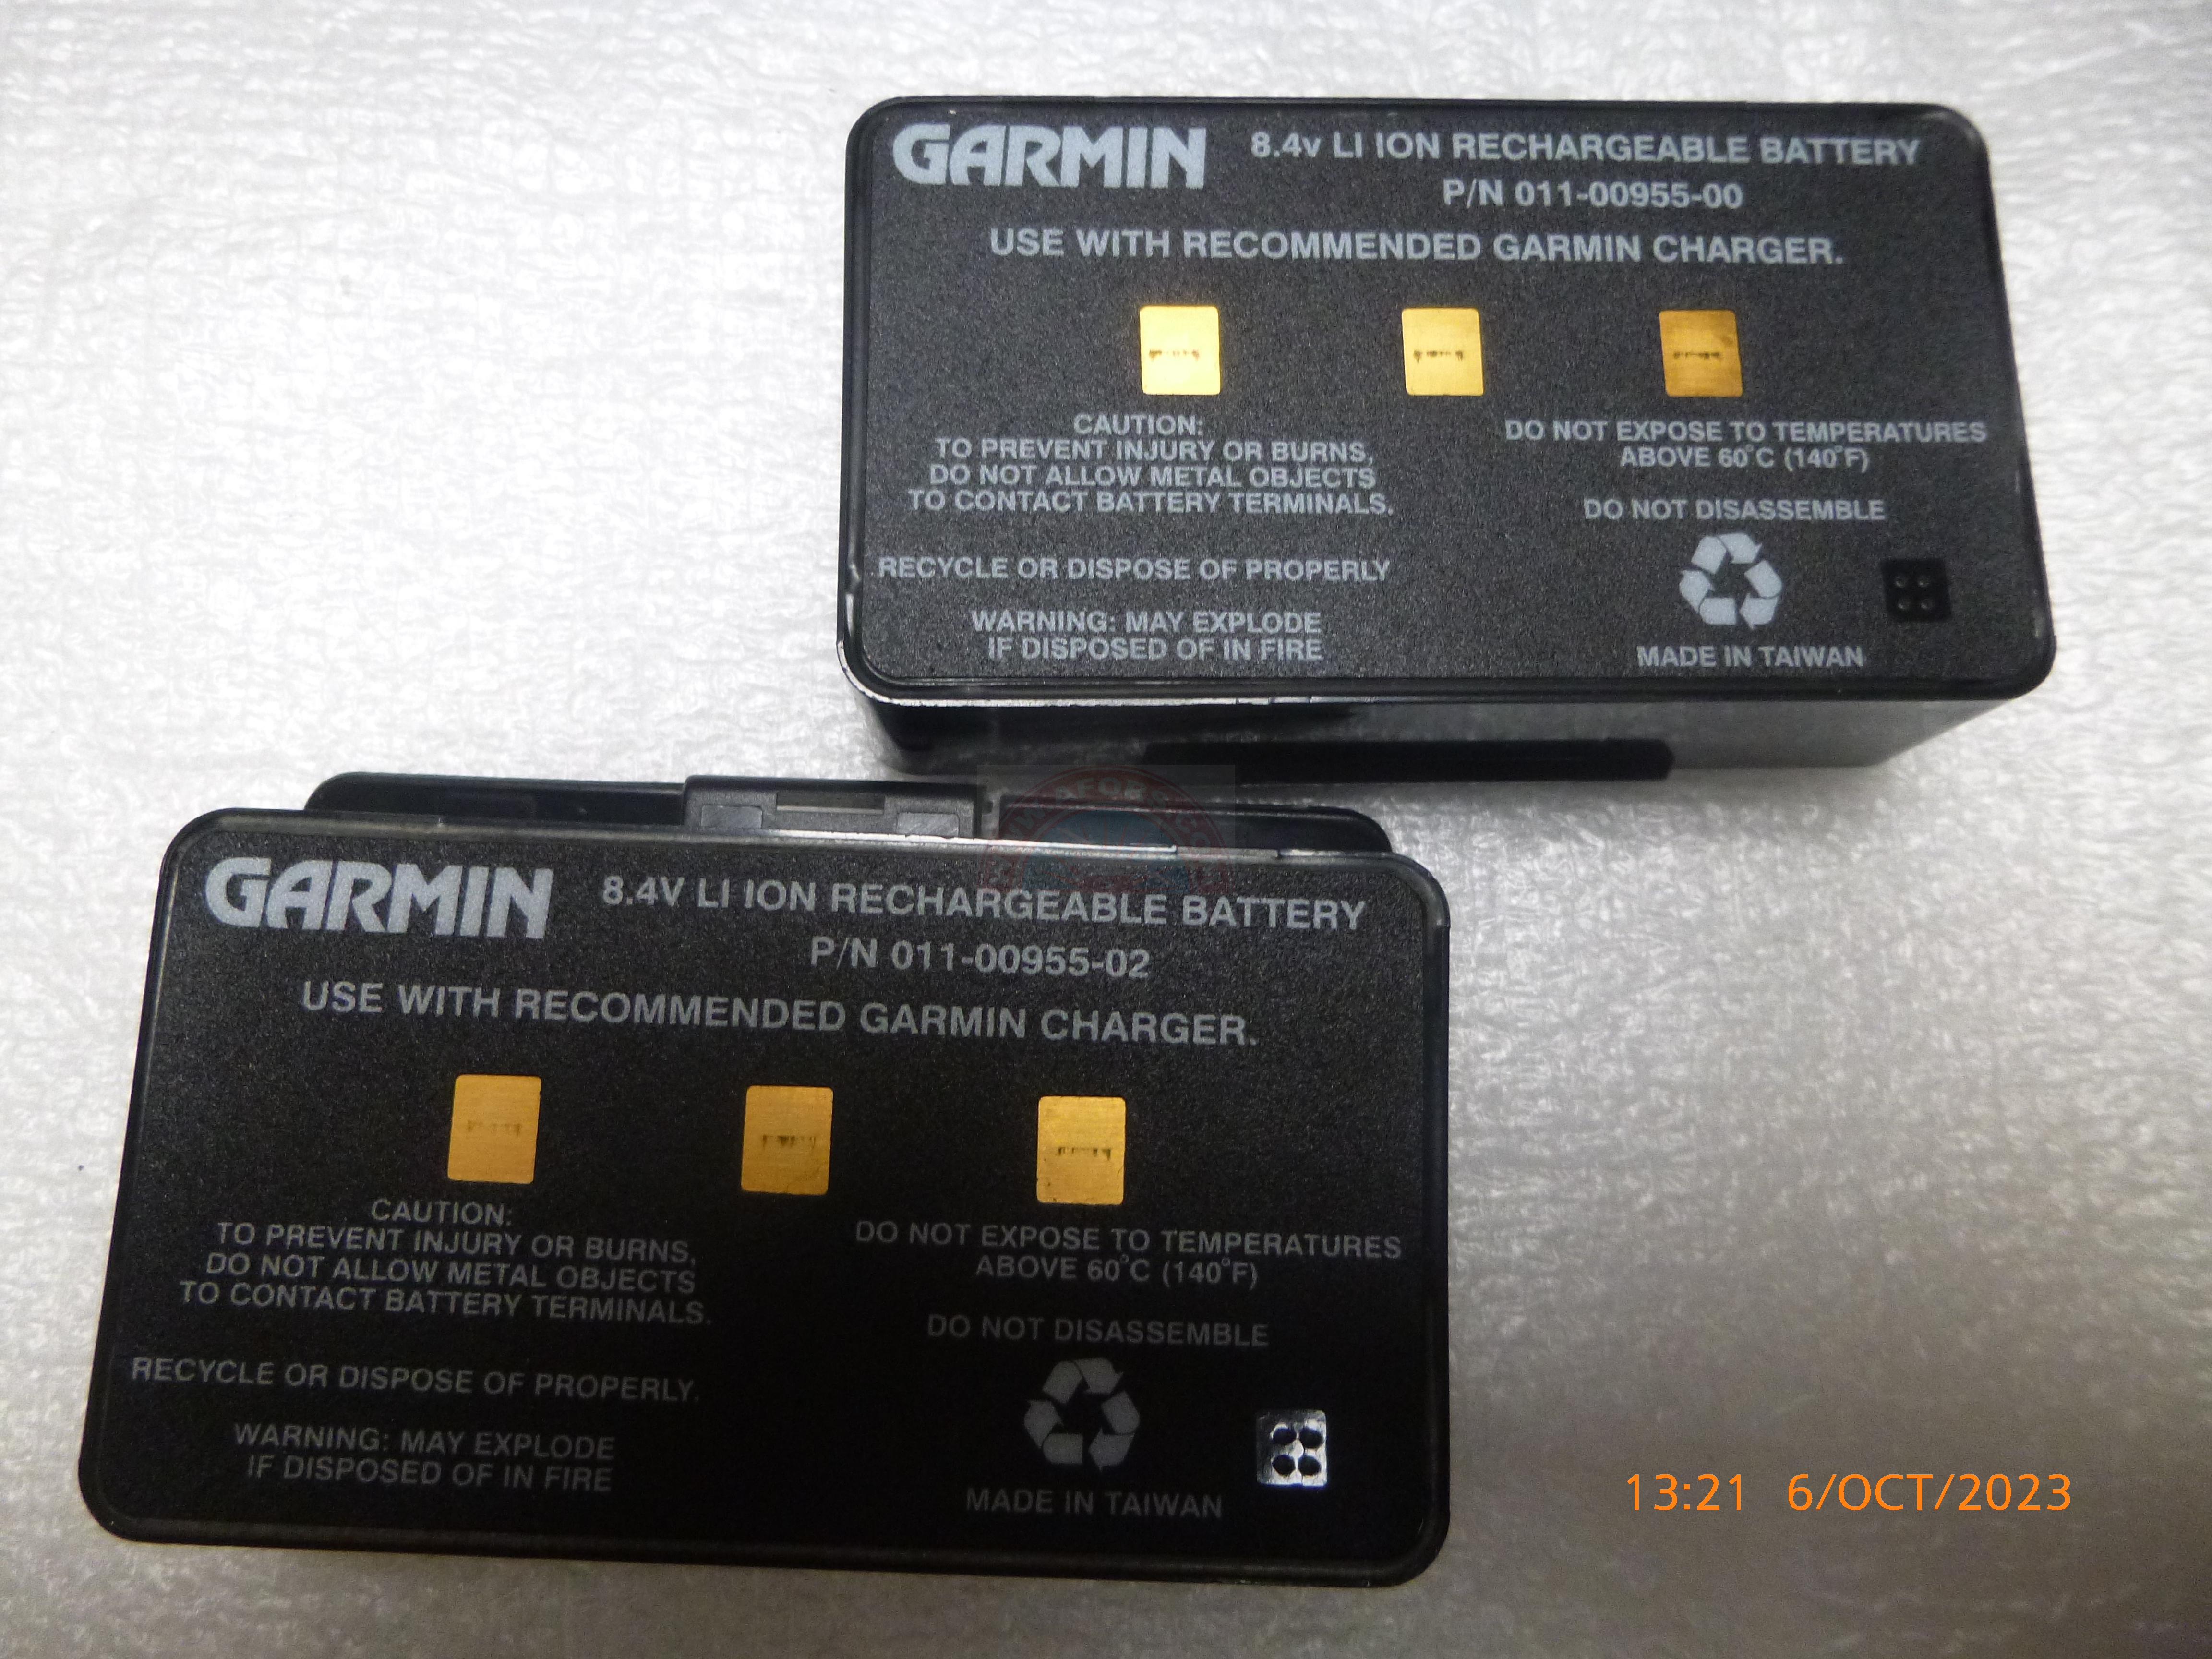 GARMIN
8.4v LI ION RECHARGEABLE BATTERY
P/N 011-00955-00
USE WITH RECOMMENDED GARMIN CHARGER.
CAUTION:
TO PREVENT INJURY OR BURNS,
DO NOT ALLOW METAL OBJECTS
TO CONTACT BATTERY TERMINALS.
RECYCLE OR DISPOSE OF PROPERLY
WARNING: MAY EXPLODE
IF DISPOSED OF IN FIRE
DO NOT EXPOSE TO TEMPERATURES
ABOVE 60°C (140°F)
DO NOT DISASSEMBLE
MADE IN TAIWAN
GARMIN
8.4V LI ION RECHARGEABLE BATTERY
P/N 011-00955-02
USE WITH RECOMMENDED GARMIN CHARGER.
CAUTION:
TO PREVENT INJURY OR BURNS,
DO NOT ALLOW METAL OBJECTS
TO CONTACT BATTERY TERMINALS.
RECYCLE OR DISPOSE OF PROPERLY.
WARNING: MAY EXPLODE
IF DISPOSED OF IN FIRE
DO NOT EXPOSE TO TEMPERATURES
ABOVE 60°C (140°F)
DO NOT DISASSEMBLE
MADE IN TAIWAN
13:21 6/OCT/2023